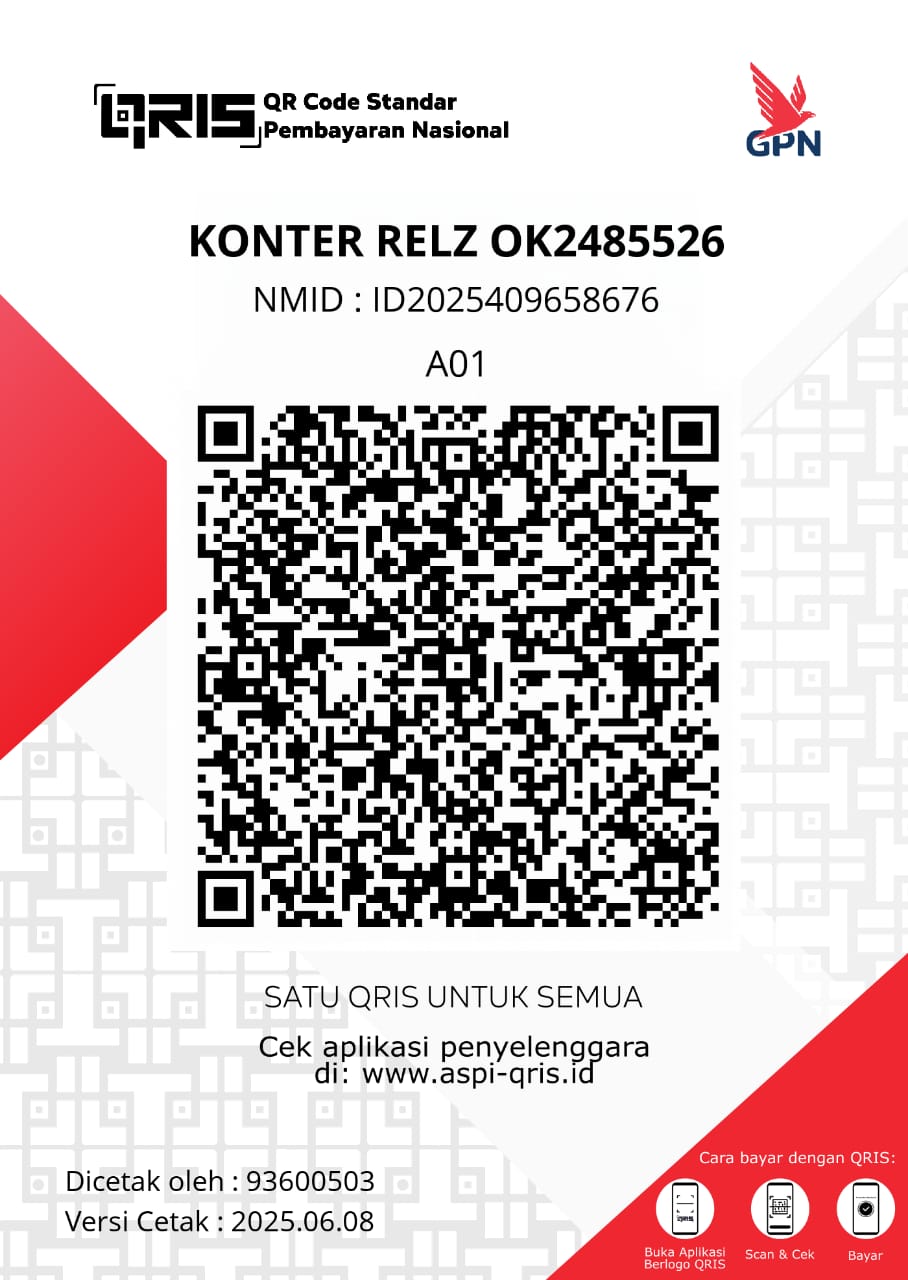 QRIS
QR Code Standar
Pembayaran Nasional
GPN
KONTER RELZ OK2485526
NMID : ID2025409658676
A01
SATU QRIS UNTUK SEMUA
Cek aplikasi penyelenggara
di: www.aspi-qris.id
Dicetak oleh : 93600503
Versi Cetak : 2025.06.08
Cara bayar dengan QRIS:
Buka Aplikasi
Berlogo QRIS
Scan & Cek
Bayar